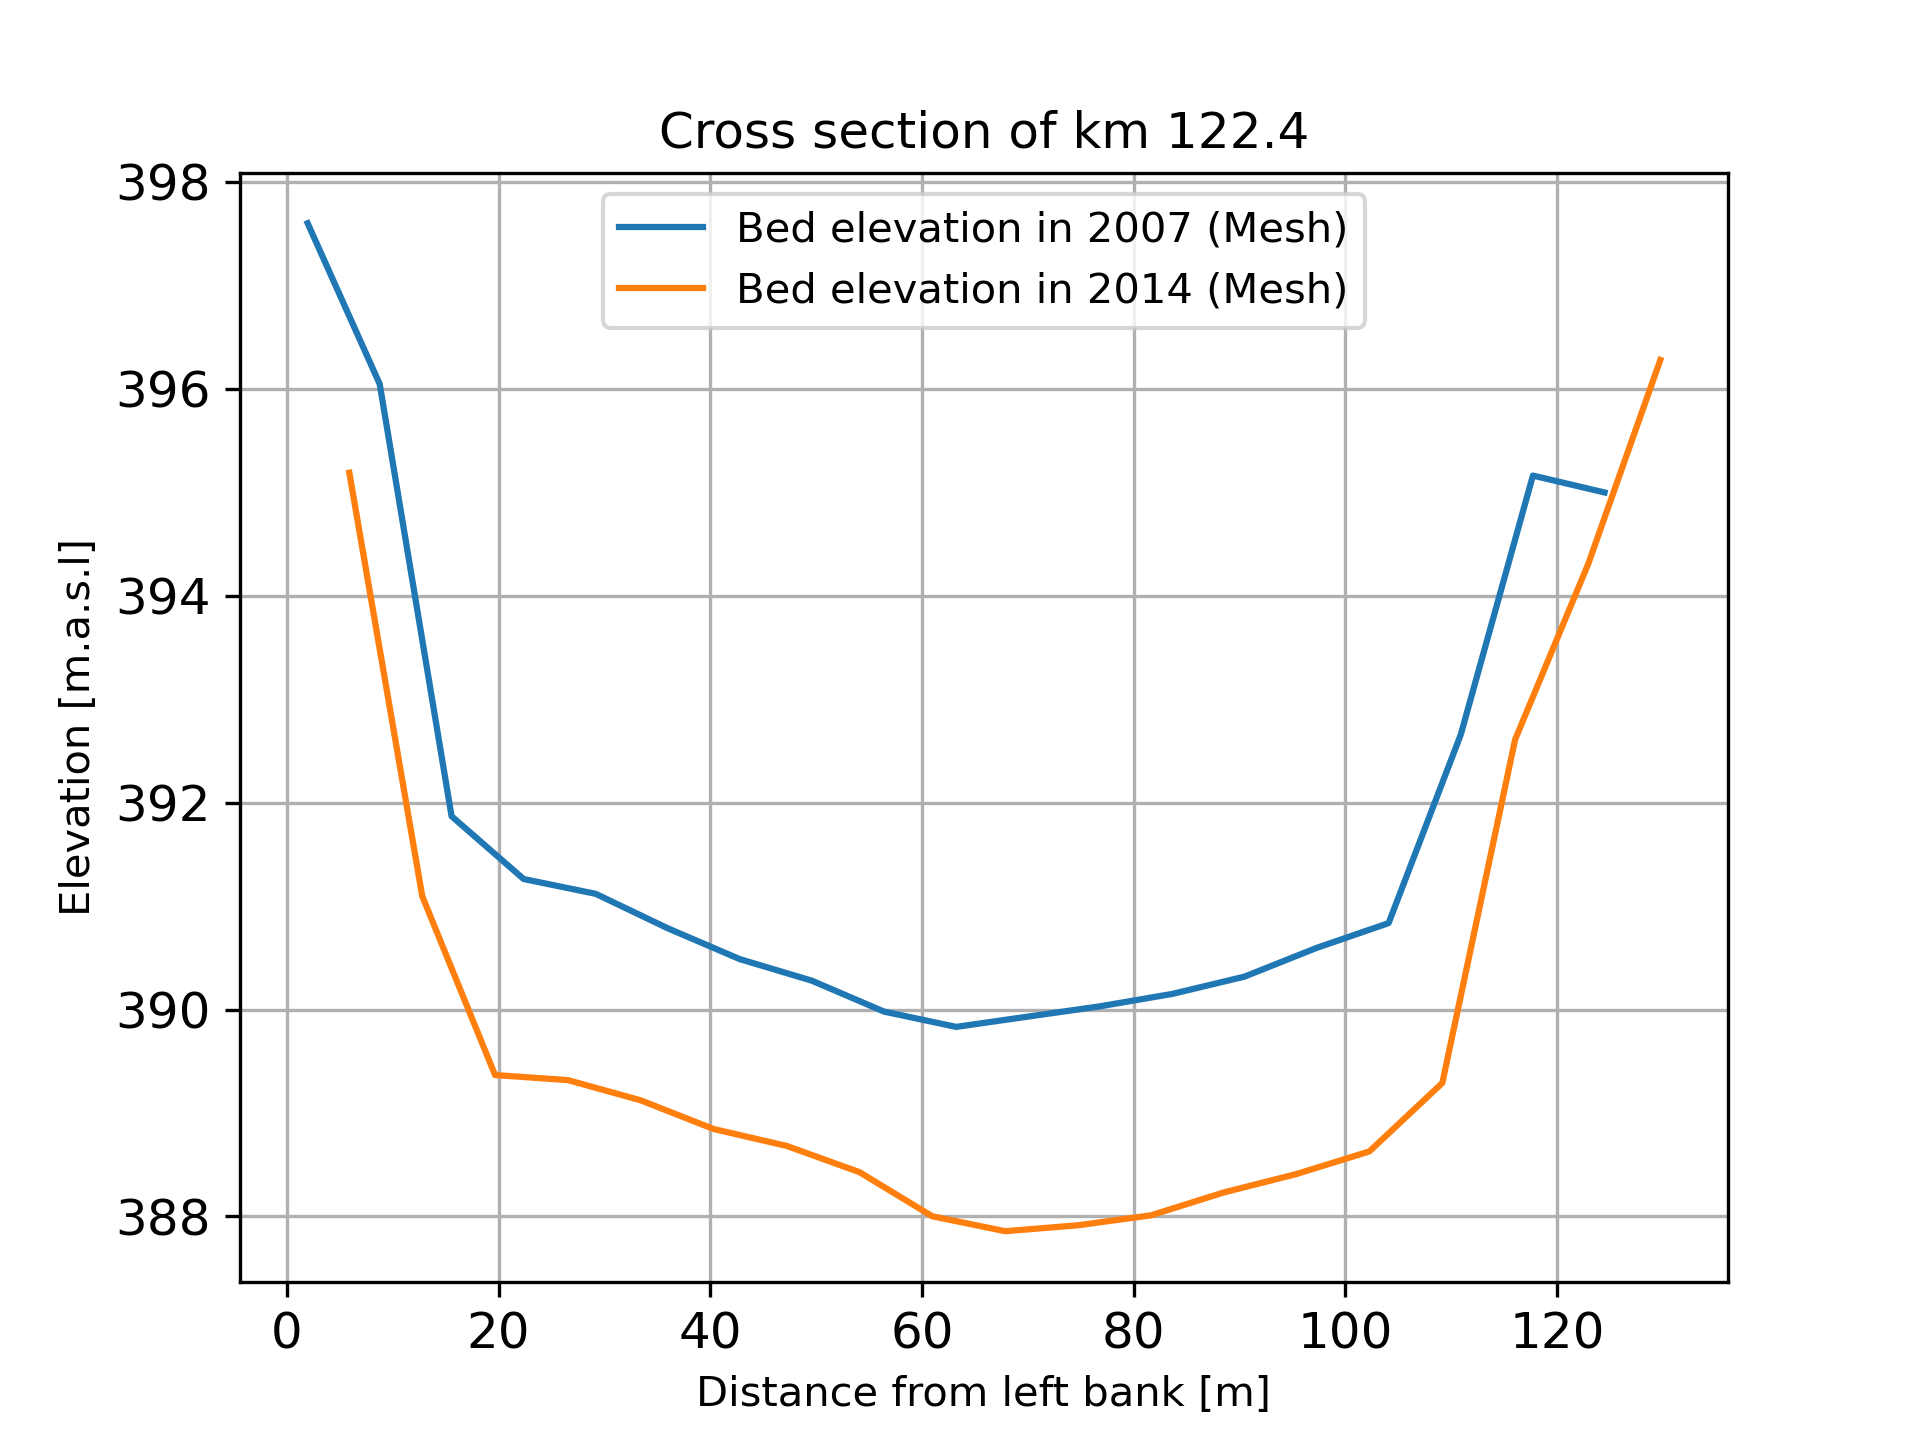 Cross section of km 122.4
Bed elevation in 2007 (Mesh)
Bed elevation in 2014 (Mesh)
398
396
394
392
390
388
Elevation [m.a.s.l]
0 20 40 60 80 100 120
Distance from left bank [m]